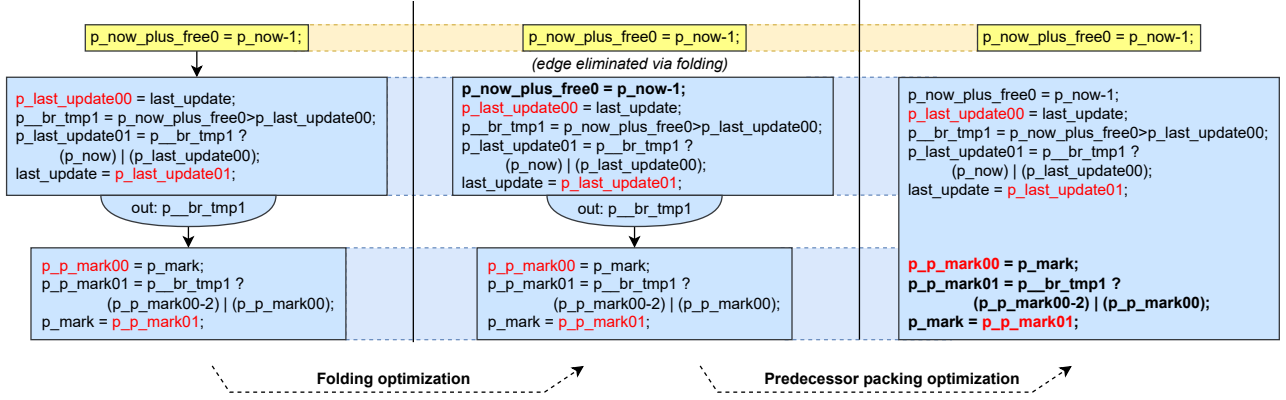 p_now_plus_free0 = p_now-1;
p_last_update00 = last_update;
p__br_tmp1 = p_now_plus_free0>p_last_update00;
p_last_update01 = p__br_tmp1 ?
(p_now) | (p_last_update00);
last_update = p_last_update01;
out: p__br_tmp1
p_p_mark00 = p_mark;
p_p_mark01 = p__br_tmp1 ?
(p_p_mark00-2) | (p_p_mark00);
p_mark = p_p_mark01;
p_now_plus_free0 = p_now-1;
(edge eliminated via folding)
p_now_plus_free0 = p_now-1;
p_last_update00 = last_update;
p__br_tmp1 = p_now_plus_free0>p_last_update00;
p_last_update01 = p__br_tmp1 ?
(p_now) | (p_last_update00);
last_update = p_last_update01;
out: p__br_tmp1
p_p_mark00 = p_mark;
p_p_mark01 = p__br_tmp1 ?
(p_p_mark00-2) | (p_p_mark00);
p_mark = p_p_mark01;
p_now_plus_free0 = p_now-1;
p_now_plus_free0 = p_now-1;
p_last_update00 = last_update;
p__br_tmp1 = p_now_plus_free0>p_last_update00;
p_last_update01 = p__br_tmp1 ?
(p_now) | (p_last_update00);
last_update = p_last_update01;
p_p_mark00 = p_mark;
p_p_mark01 = p__br_tmp1 ?
(p_p_mark00-2) | (p_p_mark00);
p_mark = p_p_mark01;
Folding optimization
Predecessor packing optimization